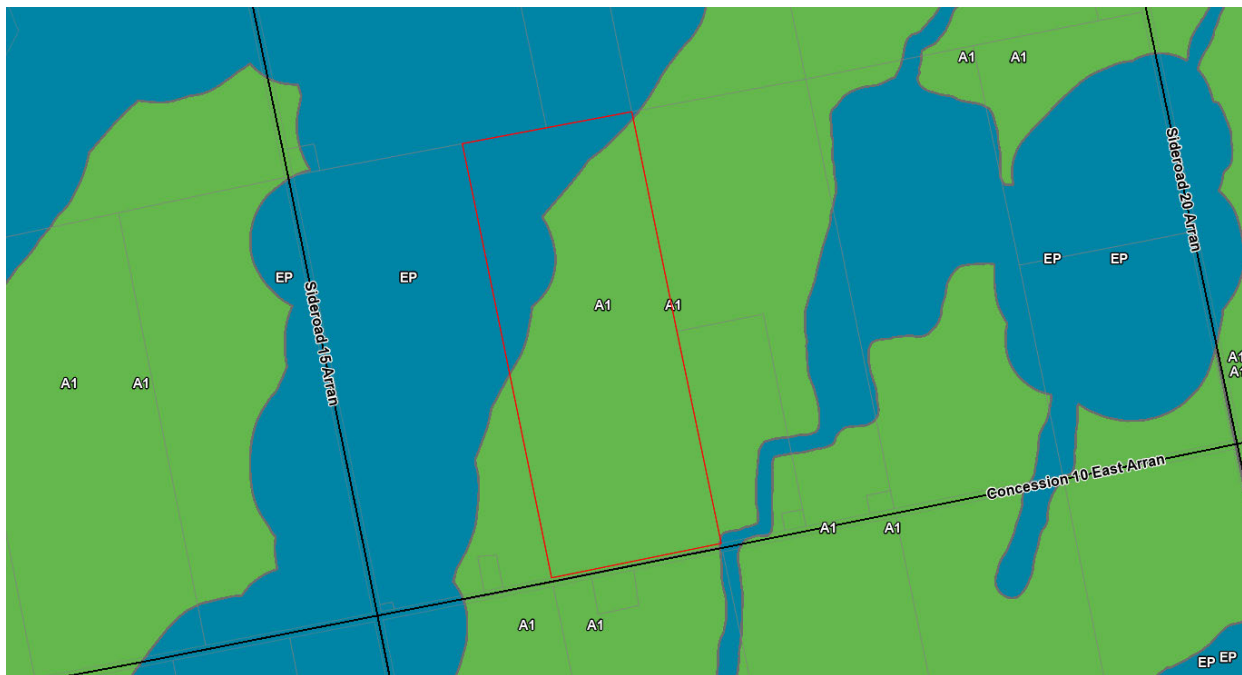 A1 A1
Sideroad 20 Arran
EP EP
EP EP
A1 A1
Sideroad 15 Arran
A1
A1
A1 A1
Concession 10 East Arran
A1 A1
A1 A1
EP EP